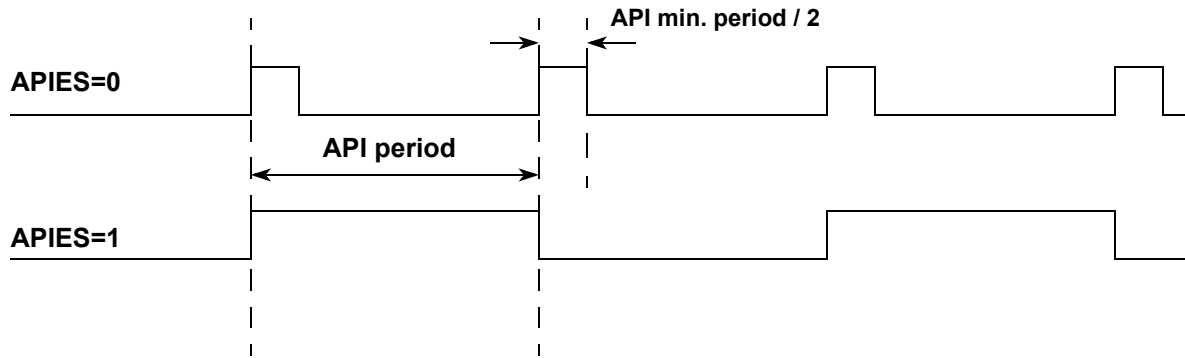 API min. period / 2
APIES=0
API period
APIES=1